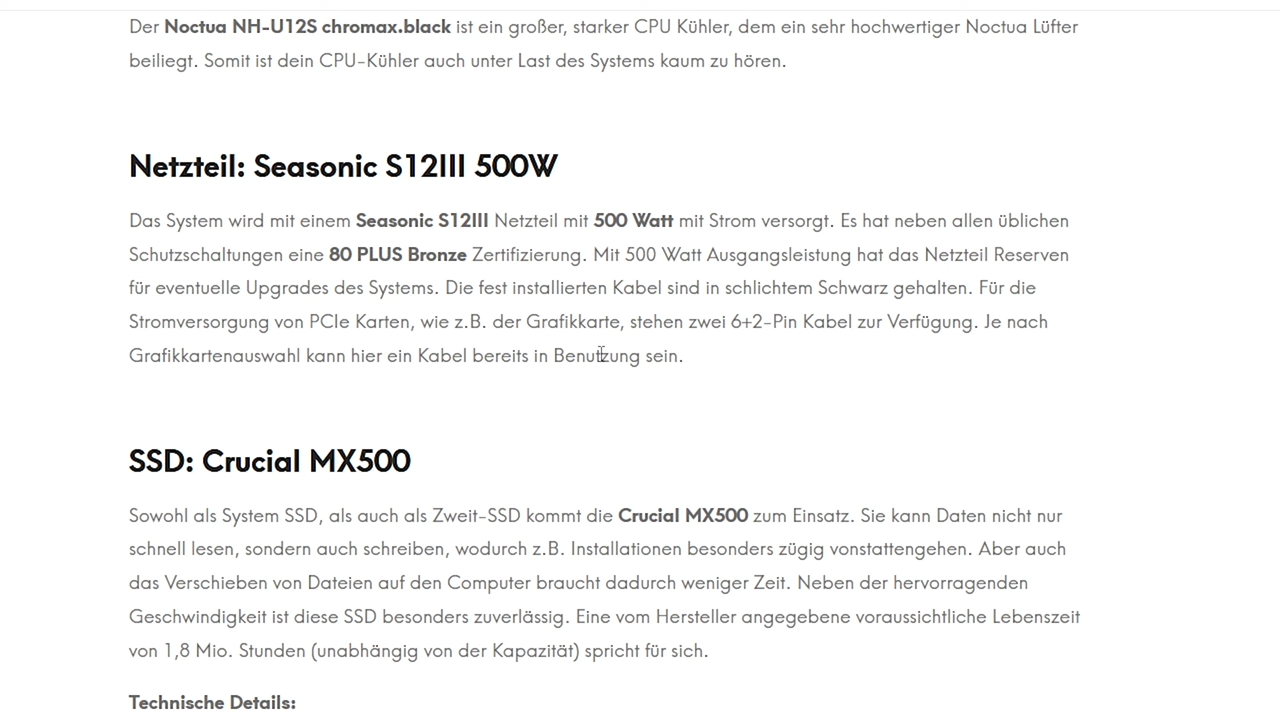 Der Noctua NH-U12S chromax.black ist ein großer, starker CPU Kühler, dem ein sehr hochwertiger Noctua Lüfter
beiliegt. Somit ist dein CPU-Kühler auch unter Last des Systems kaum zu hören.
Netzteil: Seasonic S12III 500W
Das System wird mit einem Seasonic S12III Netzteil mit 500 Watt mit Strom versorgt. Es hat neben allen üblichen
Schutzschaltungen eine 80 PLUS Bronze Zertifizierung. Mit 500 Watt Ausgangsleistung hat das Netzteil Reserven
für eventuelle Upgrades des Systems. Die fest installierten Kabel sind in schlichtem Schwarz gehalten. Für die
Stromversorgung von PCIe Karten, wie z.B. der Grafikkarte, stehen zwei 6+2-Pin Kabel zur Verfügung. Je nach
Grafikkartenauswahl kann hier ein Kabel bereits in Benutzung sein.
SSD: Crucial MX500
Sowohl als System SSD, als auch als Zweit-SSD kommt die Crucial MX500 zum Einsatz. Sie kann Daten nicht nur
schnell lesen, sondern auch schreiben, wodurch z.B. Installationen besonders zügig vonstattengehen. Aber auch
das Verschieben von Dateien auf den Computer braucht dadurch weniger Zeit. Neben der hervorragenden
Geschwindigkeit ist diese SSD besonders zuverlässig. Eine vom Hersteller angegebene voraussichtliche Lebenszeit
von 1,8 Mio. Stunden (unabhängig von der Kapazität) spricht für sich.
Technische Details: